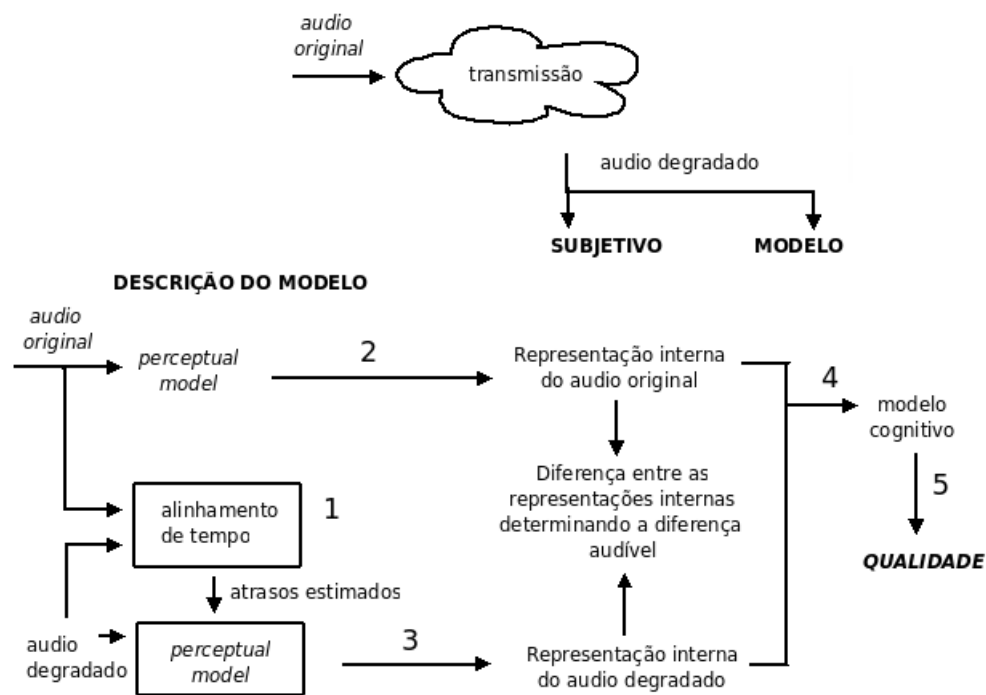 audio
original
transmissão
audio degradado
SUBJETIVO
MODELO
DESCRIÇÃO DO MODELO
audio
original
perceptual
model
2
Representação interna
do audio original
4
modelo
cognitivo
alinhamento
de tempo
1
Diferença entre as
representações internas
determinando a diferença
audível
5
QUALIDADE
atrasos estimados
audio
degradado
perceptual
model
3
Representação interna
do audio degradado